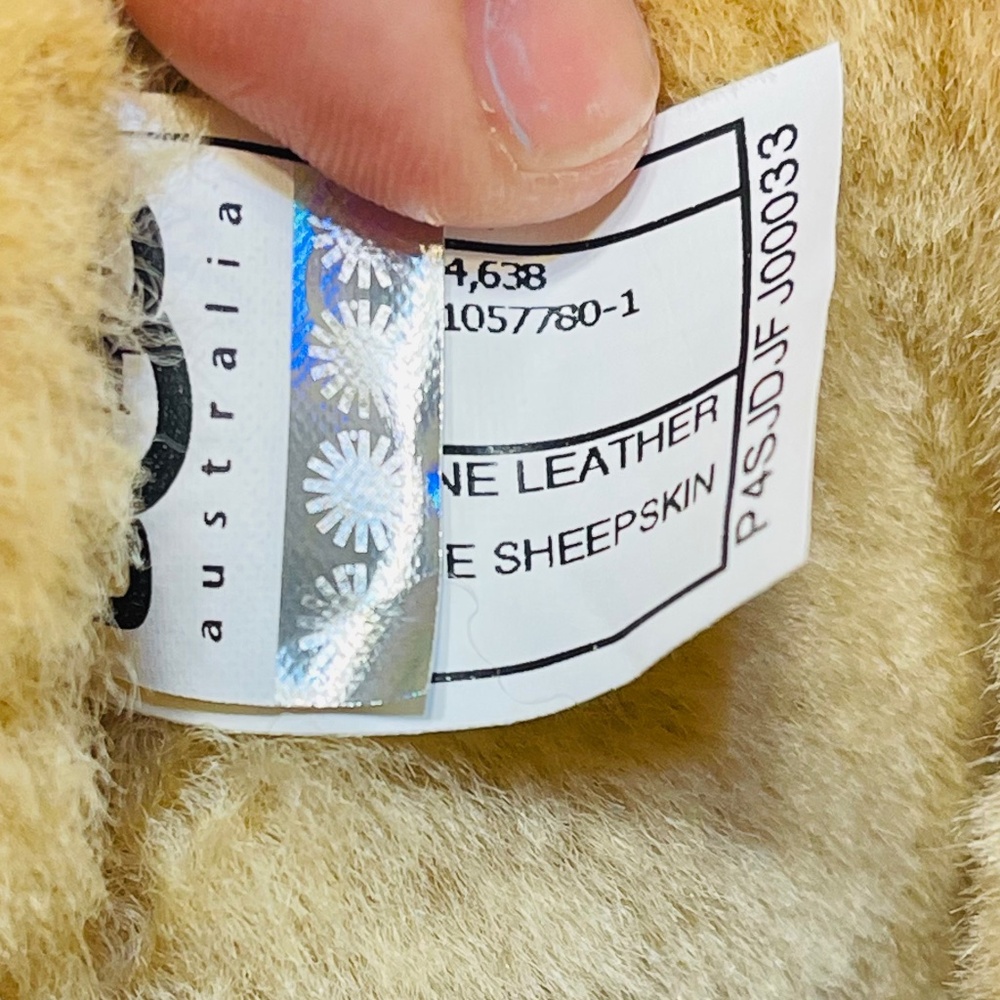 australia
4,638
1057780-1
NE LEATHER
E SHEEPSKIN
P4SJDJF J00033